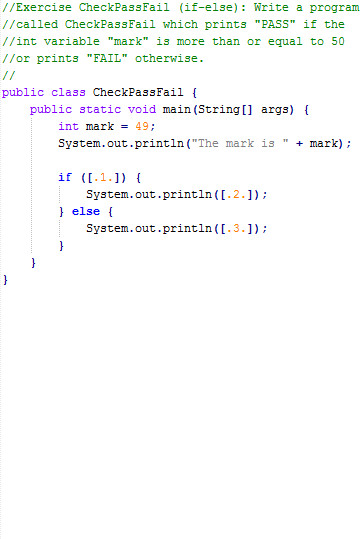 //Exercise CheckPassFail (if-else): Write a program
//called CheckPassFail which prints "PASS" if the
//int variable "mark" is more than or equal to 50
//or prints "FAIL" otherwise.
//
public class CheckPassFail {
    public static void main(String[] args) {
        int mark = 49;
        System.out.println("The mark is " + mark);

        if ([.1.]) {
            System.out.println([.2.]);
        } else {
            System.out.println([.3.]);
        }
    }
}